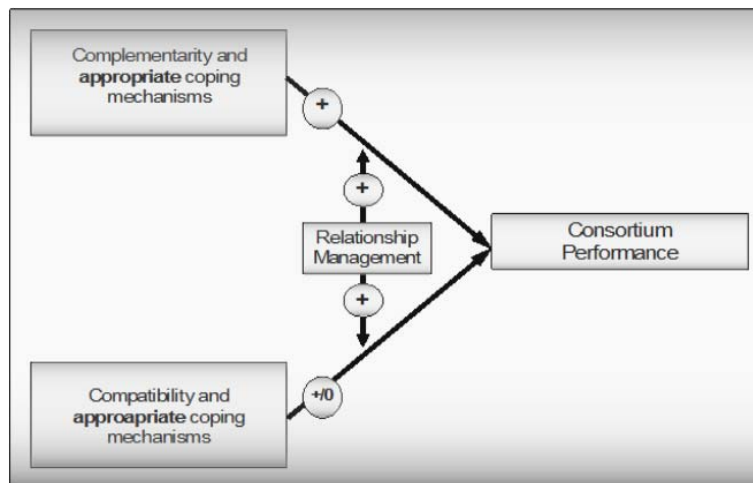 Complementarity and
appropriate coping
mechanisms
+
+
Relationship
Management
+
Consortium
Performance
Compatibility and
approapriate coping
mechanisms
+/0